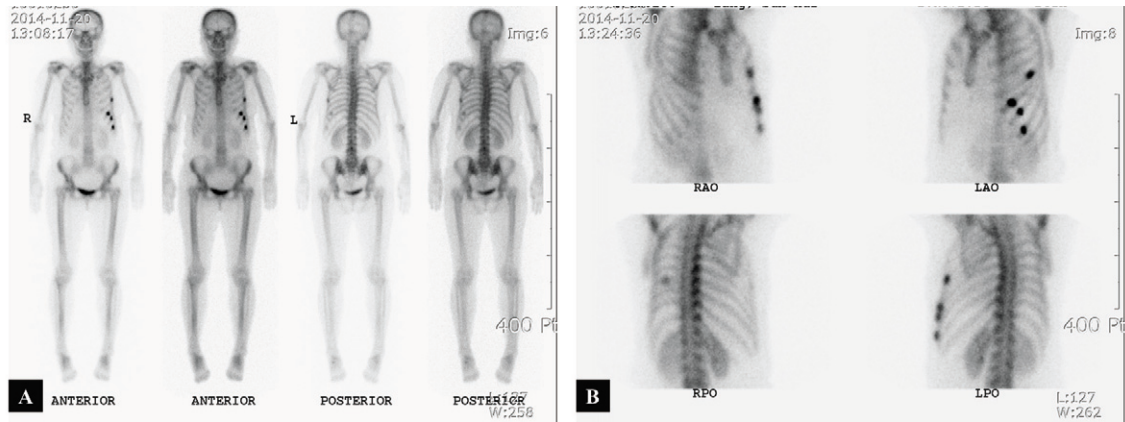 2014-11-20
13:08:17
Img:6
R
L
400 Pt
A
ANTERIOR
ANTERIOR
POSTERIOR
POSTERIOR
L:127
W:258
2014-11-20
13:24:36
Img:8
RAO
LAO
400 Pt
B
RPO
LPO
L:127
W:262